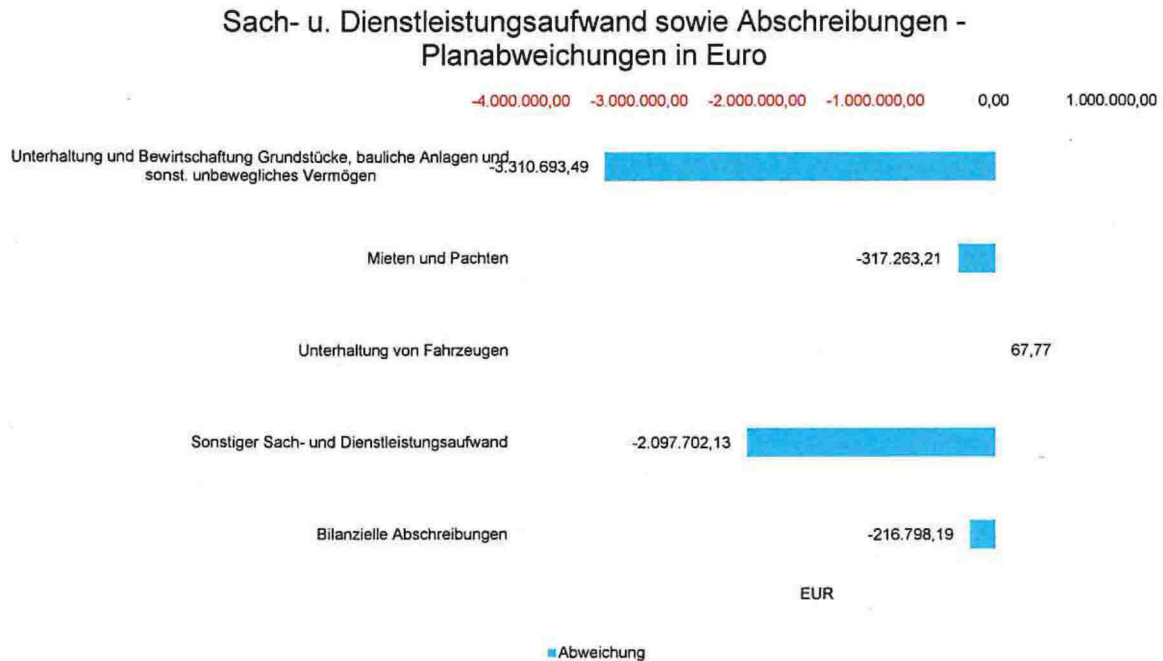 Sach- u. Dienstleistungsaufwand sowie Abschreibungen -
Planabweichungen in Euro
-4.000.000,00 -3.000.000,00 -2.000.000,00 -1.000.000,00 0,00 1.000.000,00
Unterhaltung und Bewirtschaftung Grundstücke, bauliche Anlagen und
sonst. unbewegliches Vermögen
-3.310.693,49
Mieten und Pachten -317.263,21
Unterhaltung von Fahrzeugen 67,77
Sonstiger Sach- und Dienstleistungsaufwand -2.097.702,13
Bilanzielle Abschreibungen -216.798,19
EUR
Abweichung